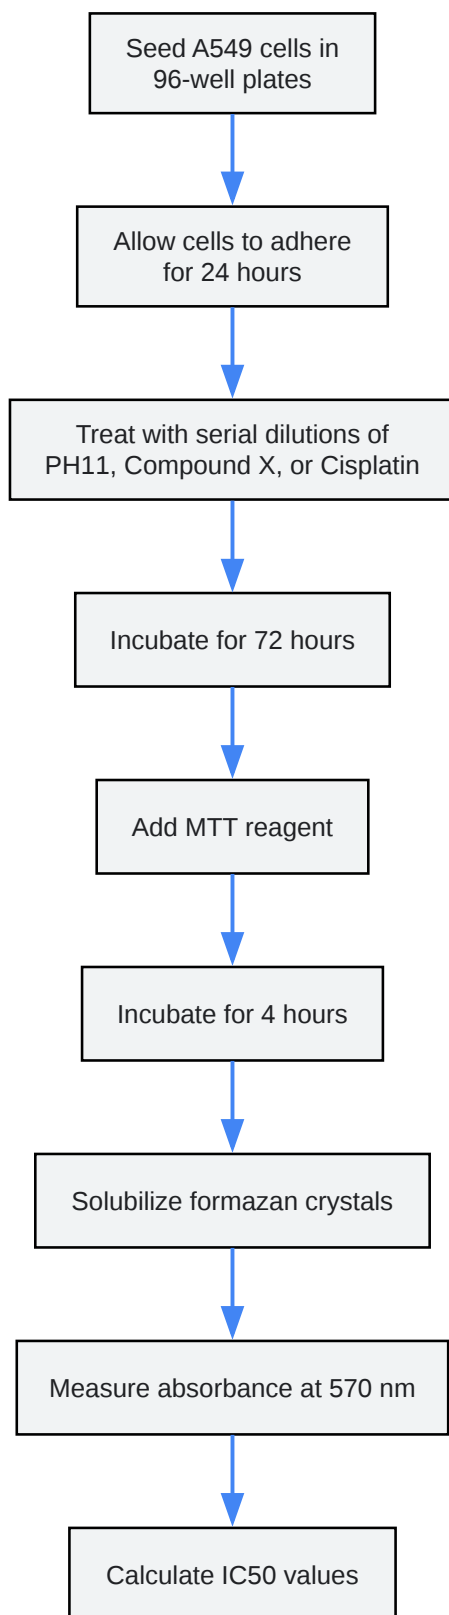 Seed A549 cells in
96-well plates
Allow cells to adhere
for 24 hours
Treat with serial dilutions of
PH11, Compound X, or Cisplatin
Incubate for 72 hours
Add MTT reagent
Incubate for 4 hours
Solubilize formazan crystals
Measure absorbance at 570 nm
Calculate IC50 values